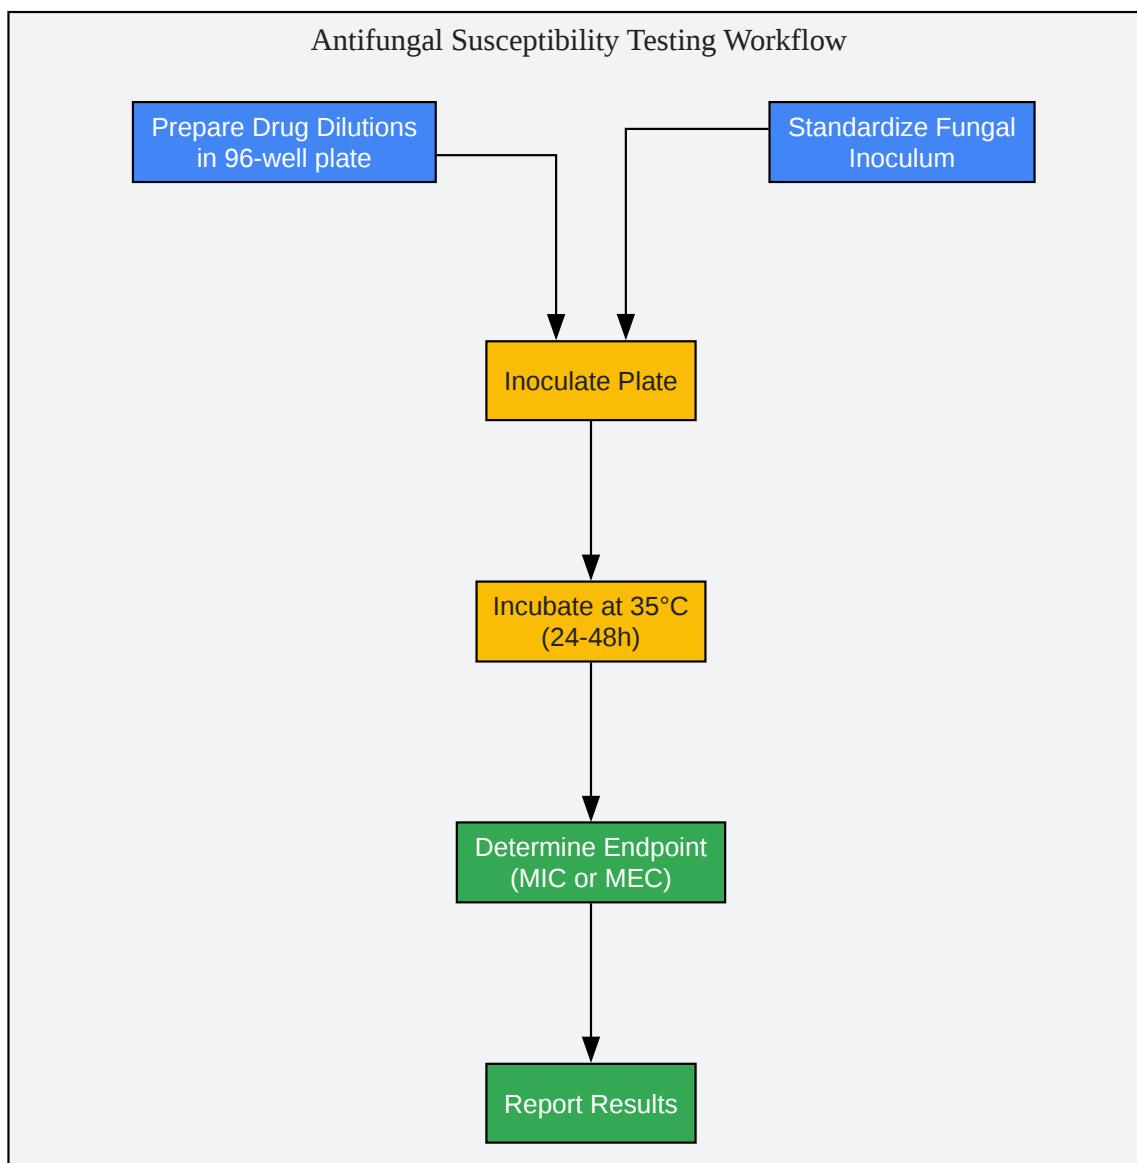 Antifungal Susceptibility Testing Workflow
Prepare Drug Dilutions
in 96-well plate
Standardize Fungal
Inoculum
Inoculate Plate
Incubate at 35°C
(24-48h)
Determine Endpoint
(MIC or MEC)
Report Results